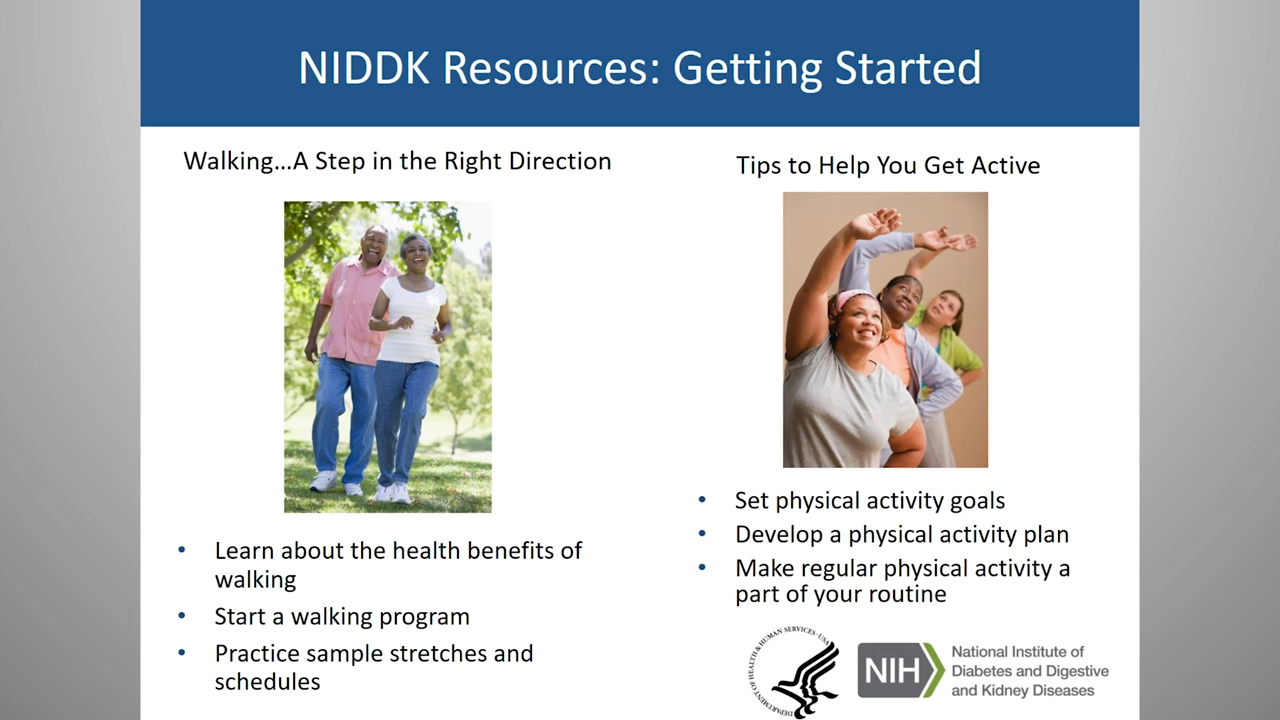 NIDDK Resources: Getting Started
Walking...A Step in the Right Direction
Learn about the health benefits of
walking
Start a walking program
Practice sample stretches and
schedules
Tips to Help You Get Active
Set physical activity goals
Develop a physical activity plan
Make regular physical activity a
part of your routine
DEPARTMENT OF HEALTH & HUMAN SERVICES · USA
NIH
National Institute of
Diabetes and Digestive
and Kidney Diseases